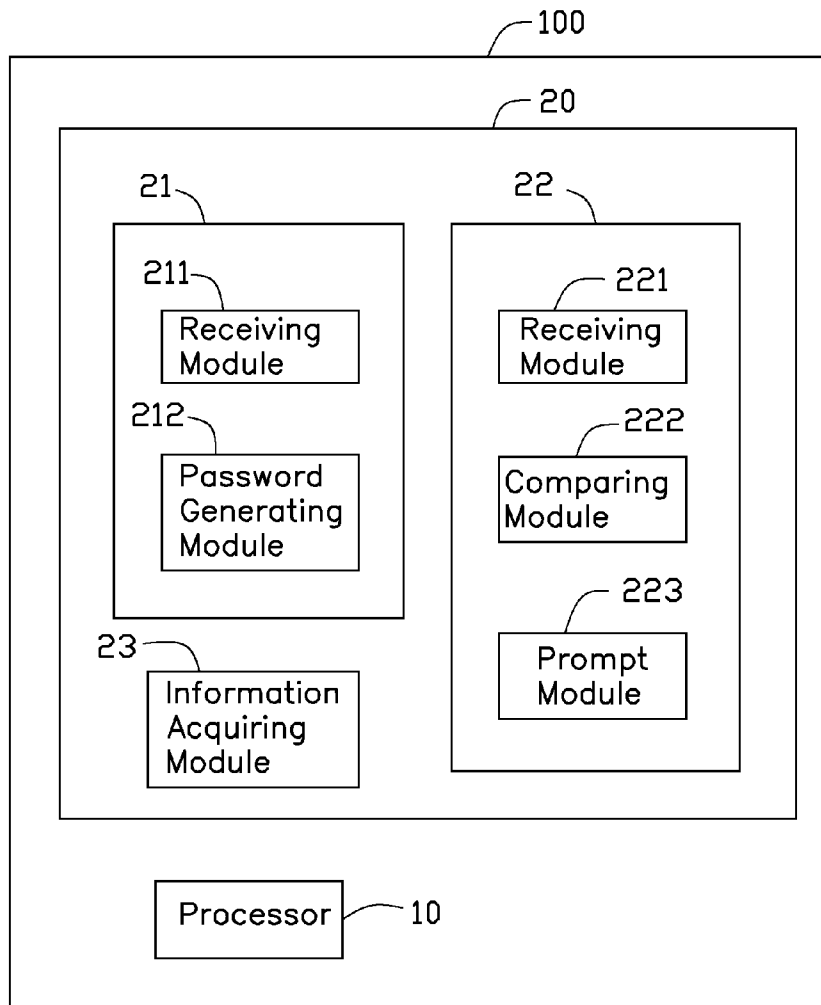 100
20
21
22
211
Receiving
Module
221
Receiving
Module
212
Password
Generating
Module
222
Comparing
Module
223
Prompt
Module
23
Information
Acquiring
Module
Processor
10